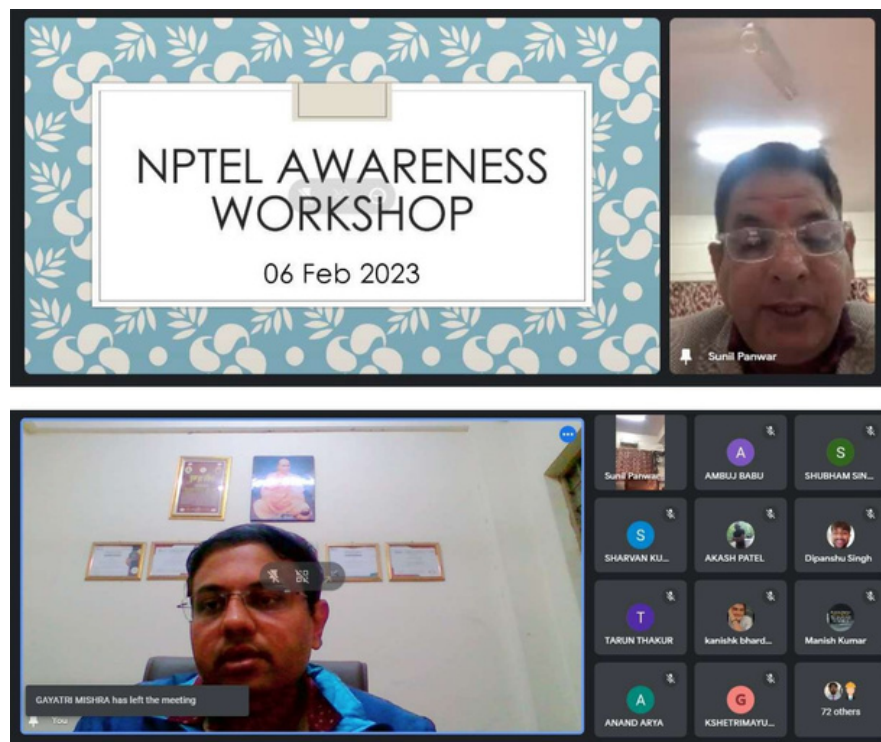 NPTEL AWARENESS
WORKSHOP
06 Feb 2023
Sunil Panwar
Sunil Panwar
A
AMBUJ BABU
S
SHUBHAM SIN...
S
SHARVAN KU...
AKASH PATEL
Dipanshu Singh
T
TARUN THAKUR
kanishk bhard...
Manish Kumar
A
ANAND ARYA
G
KSHETRIMAYU...
72 others
GAYATRI MISHRA has left the meeting
You